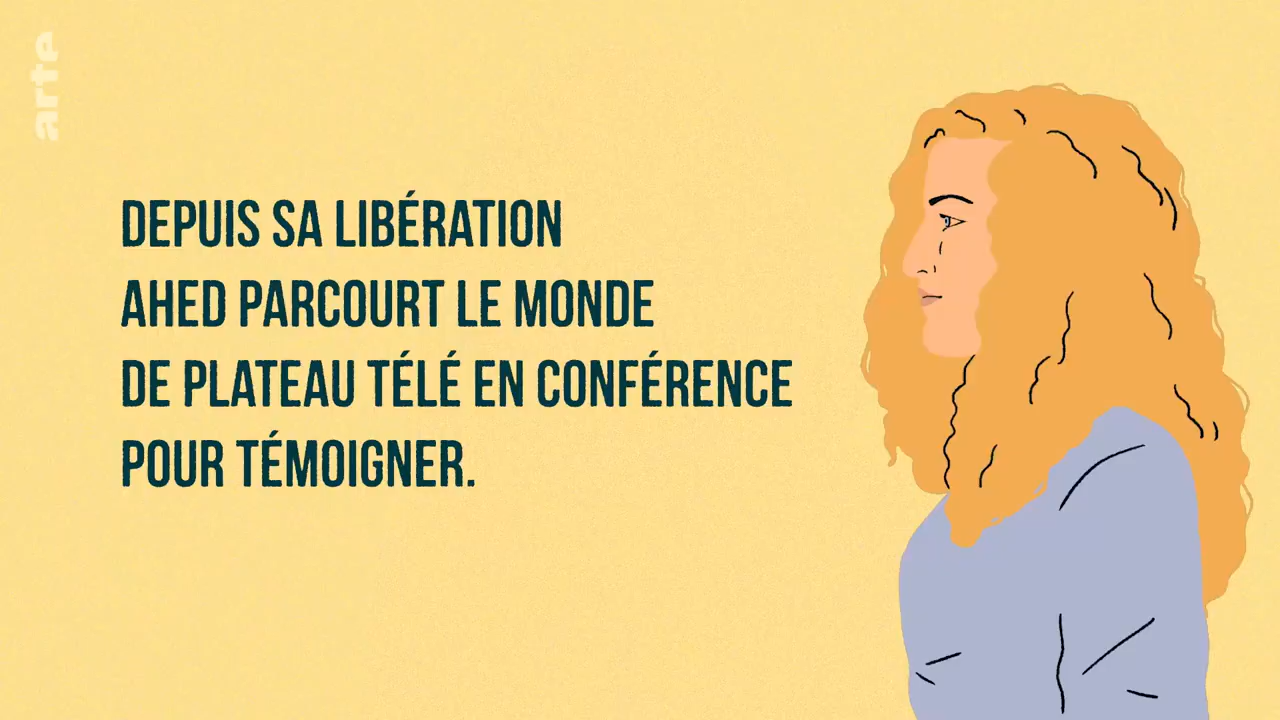 arte
DEPUIS SA LIBÉRATION
AHED PARCOURT LE MONDE
DE PLATEAU TÉLÉ EN CONFÉRENCE
POUR TÉMOIGNER.